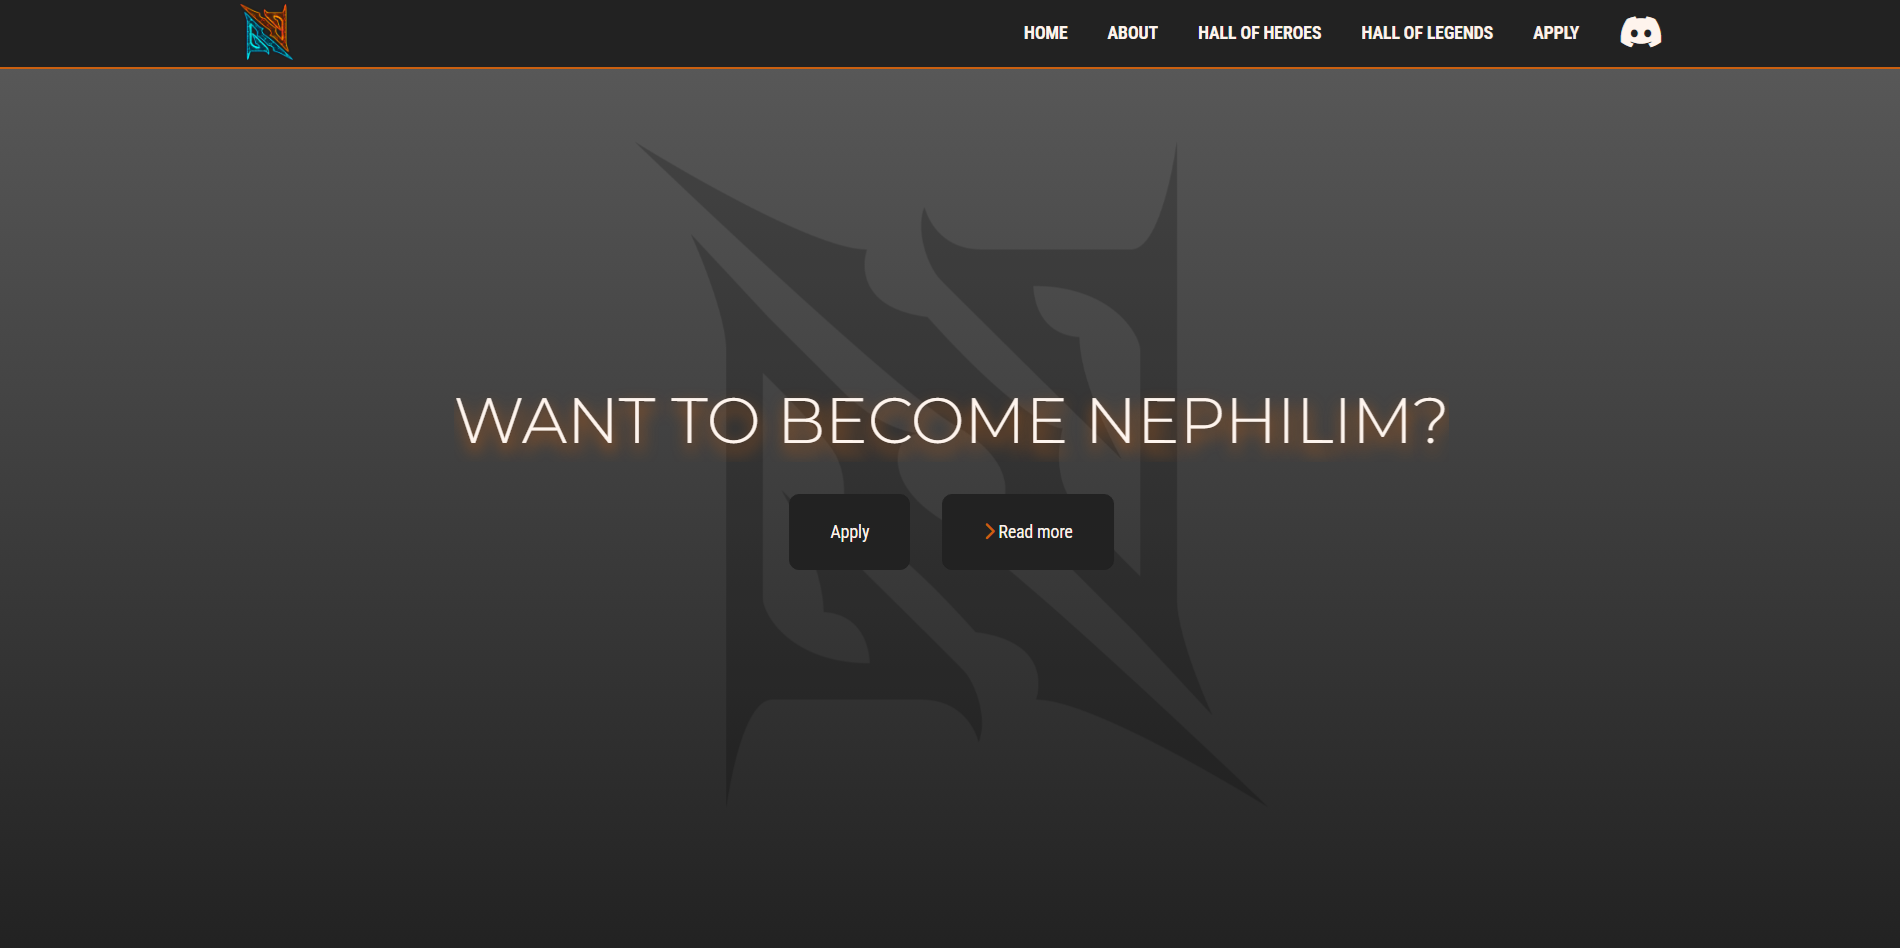 HOME ABOUT HALL OF HEROES HALL OF LEGENDS APPLY
WANT TO BECOME NEPHILIM?
Apply Read more